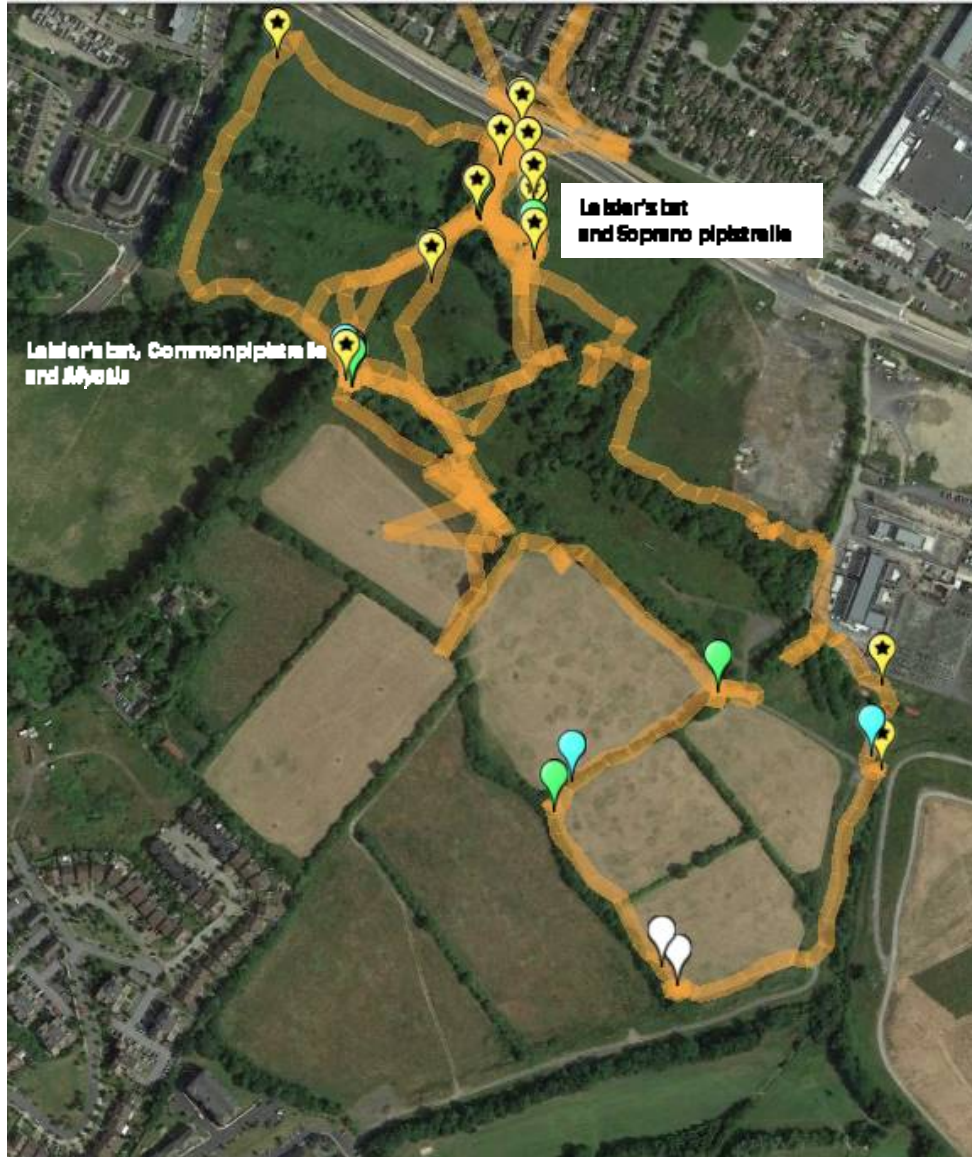 Leisler's bat
and Soprano pipistrelle
Leisler's bat, Common pipistrelle
and Myotis